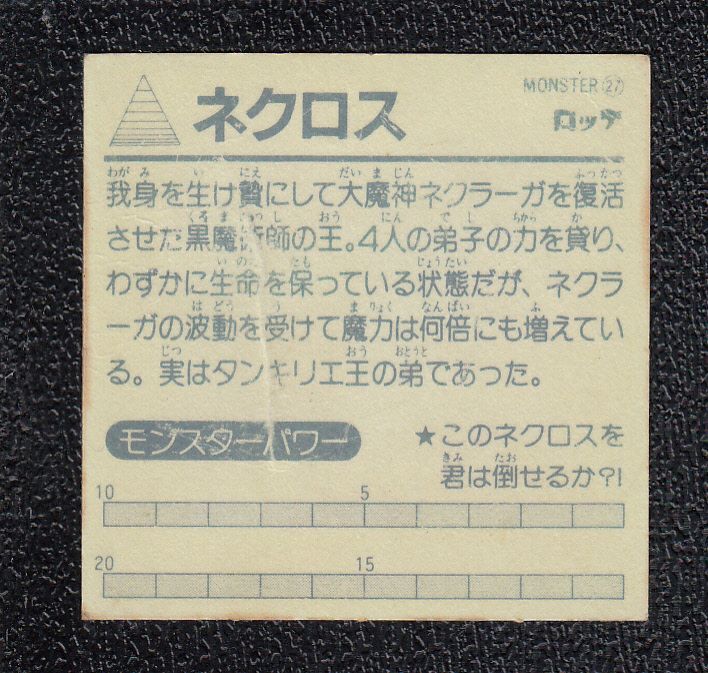 MONSTER㉗
ネクロス
ロッテ
我身を生け贄にして大魔神ネクラーガを復活
させた黒魔術師の王。4人の弟子の力を貸り、
わずかに生命を保っている状態だが、ネクラ
ーガの波動を受けて魔力は何倍にも増えてい
る。実はタンキリエ王の弟であった。
モンスターパワー
★このネクロスを
君は倒せるか?!
10 5
20 15